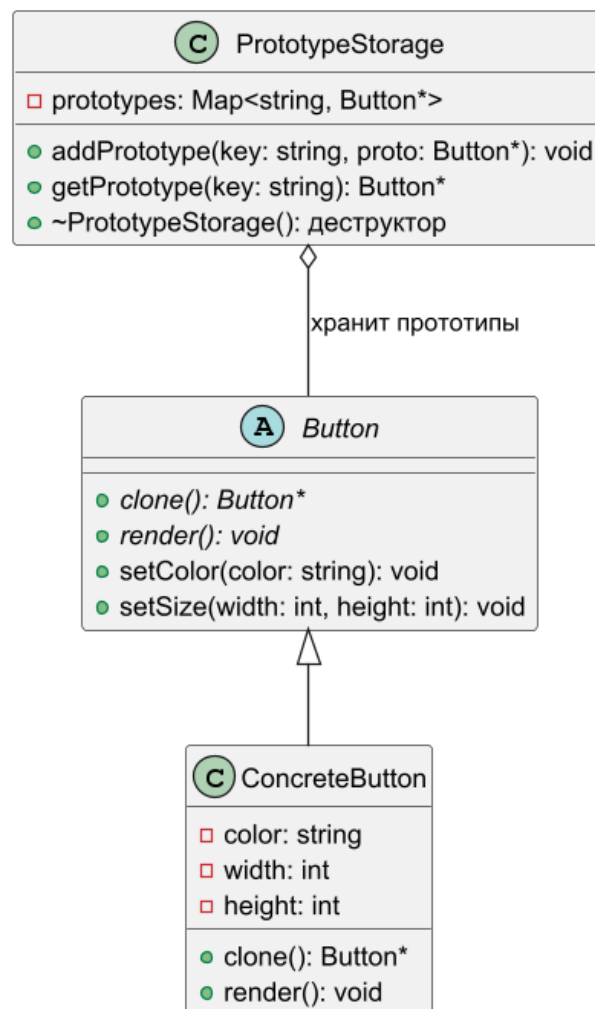 C PrototypeStorage
prototypes: Map<string, Button*>
addPrototype(key: string, proto: Button*): void
getPrototype(key: string): Button*
~PrototypeStorage(): деструктор
хранит прототипы
A Button
clone(): Button*
render(): void
setColor(color: string): void
setSize(width: int, height: int): void
C ConcreteButton
color: string
width: int
height: int
clone(): Button*
render(): void